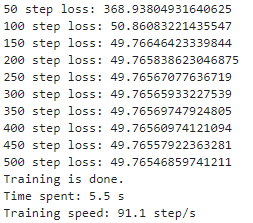 50 step loss: 368.93804931640625
100 step loss: 50.86083221435547
150 step loss: 49.76646423339844
200 step loss: 49.765838623046875
250 step loss: 49.76567077636719
300 step loss: 49.76565933227539
350 step loss: 49.76569747924805
400 step loss: 49.76560974121094
450 step loss: 49.76557922363281
500 step loss: 49.76546859741211
Training is done.
Time spent: 5.5 s
Training speed: 91.1 step/s